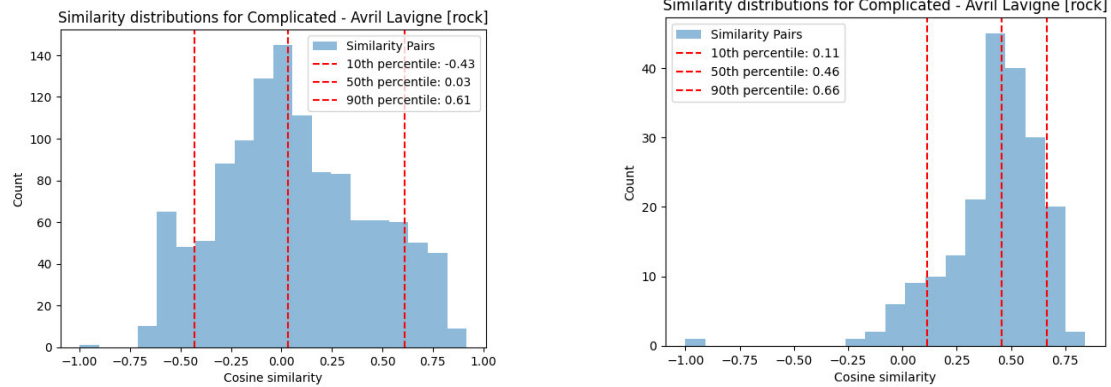 Similarity distributions for Complicated - Avril Lavigne [rock]
Similarity Pairs
10th percentile: -0.43
50th percentile: 0.03
90th percentile: 0.61
140
120
100
80
60
40
20
0
Count
−1.00 −0.75 −0.50 −0.25 0.00 0.25 0.50 0.75 1.00
Cosine similarity
Similarity distributions for Complicated - Avril Lavigne [rock]
Similarity Pairs
10th percentile: 0.11
50th percentile: 0.46
90th percentile: 0.66
40
30
20
10
0
Count
−1.00 −0.75 −0.50 −0.25 0.00 0.25 0.50 0.75
Cosine similarity